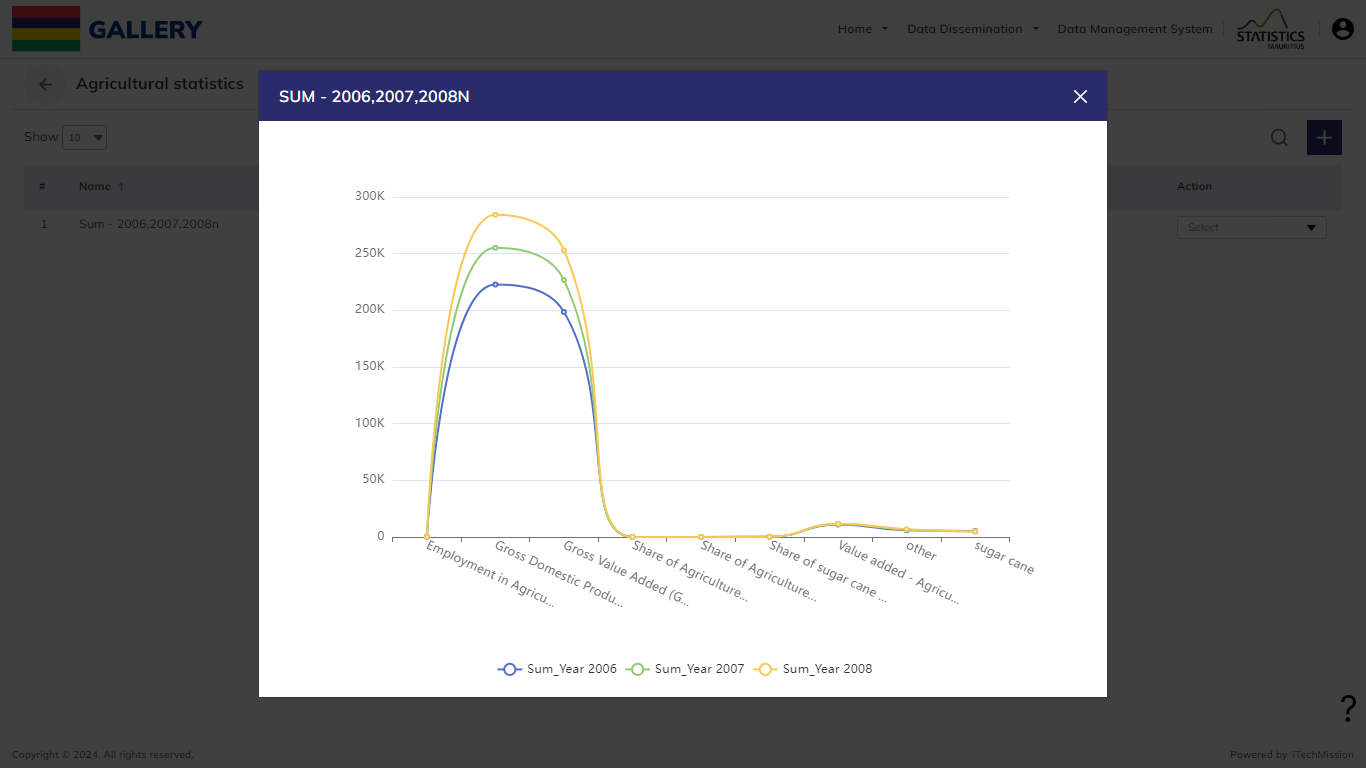 GALLERY
Home
Data Dissemination
Data Management System
STATISTICS
MAURITIUS
Agricultural statistics
SUM - 2006,2007,2008N
Show 10
# Name ↑
Action
1 Sum - 2006,2007,2008n
Select
300K
250K
200K
150K
100K
50K
0
Employment in Agricu...
Gross Domestic Produ...
Gross Value Added (G...
Share of Agriculture...
Share of Agriculture...
Share of sugar cane ...
Value added - Agricu...
other
sugar cane
Sum_Year 2006
Sum_Year 2007
Sum_Year 2008
?
Copyright © 2024. All rights reserved.
Powered by iTechMission